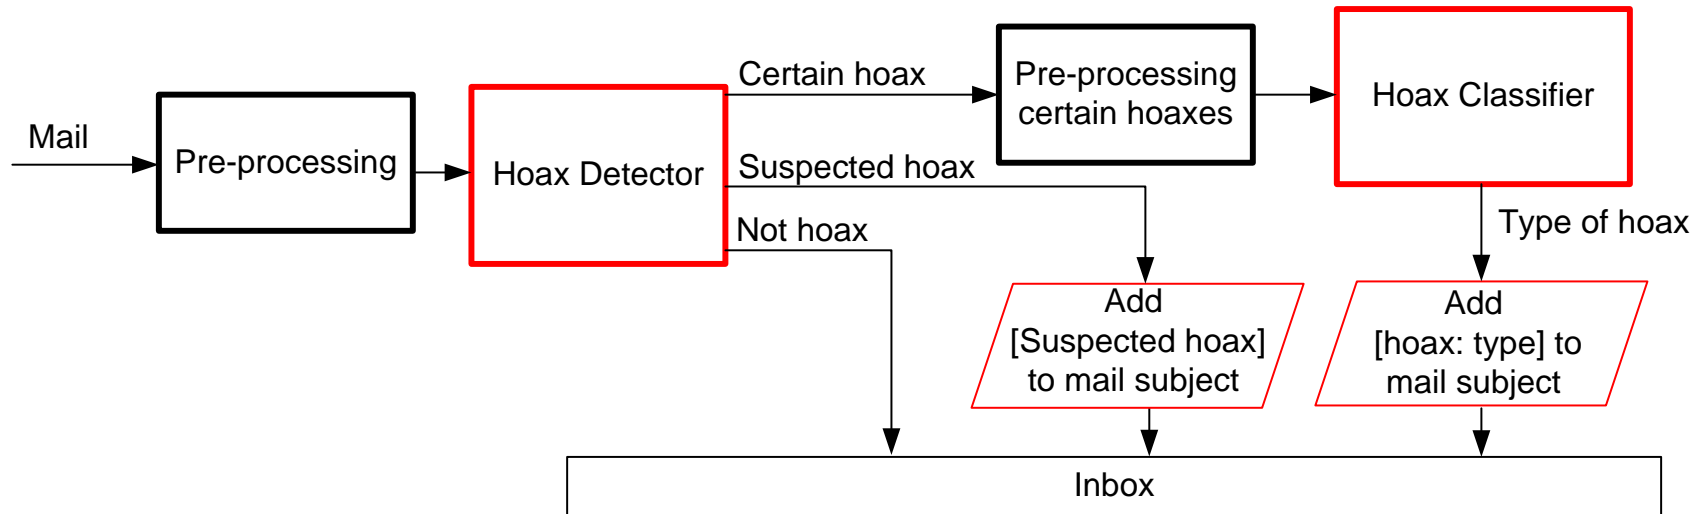 Mail
Pre-processing
Hoax Detector
Certain hoax
Suspected hoax
Not hoax
Pre-processing
certain hoaxes
Hoax Classifier
Type of hoax
Add
[Suspected hoax]
to mail subject
Add
[hoax: type] to
mail subject
Inbox